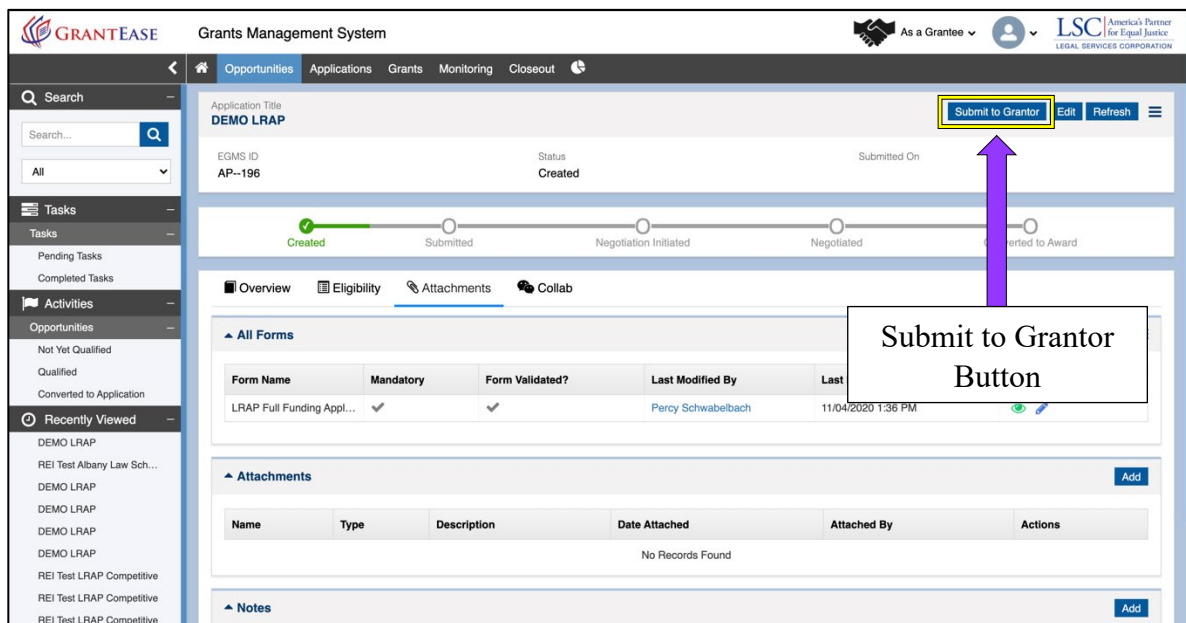 GRANTEASE
Grants Management System
As a Grantee
LSC America's Partner for Equal Justice
LEGAL SERVICES CORPORATION
Opportunities Applications Grants Monitoring Closeout
Search
Search...
All
Tasks
Tasks
Pending Tasks
Completed Tasks
Activities
Opportunities
Not Yet Qualified
Qualified
Converted to Application
Recently Viewed
DEMO LRAP
REI Test Albany Law Sch...
DEMO LRAP
DEMO LRAP
DEMO LRAP
DEMO LRAP
REI Test LRAP Competitive
REI Test LRAP Competitive
REI Test LRAP Competitive
Application Title
DEMO LRAP
Submit to Grantor Edit Refresh
EGMS ID Status Submitted On
AP--196 Created
Created Submitted Negotiation Initiated Negotiated to Award
Overview Eligibility Attachments Collab
Submit to Grantor
Button
All Forms
Form Name Mandatory Form Validated? Last Modified By Last
LRAP Full Funding Appl... Percy Schwabelbach 11/04/2020 1:36 PM
Attachments Add
Name Type Description Date Attached Attached By Actions
No Records Found
Notes Add